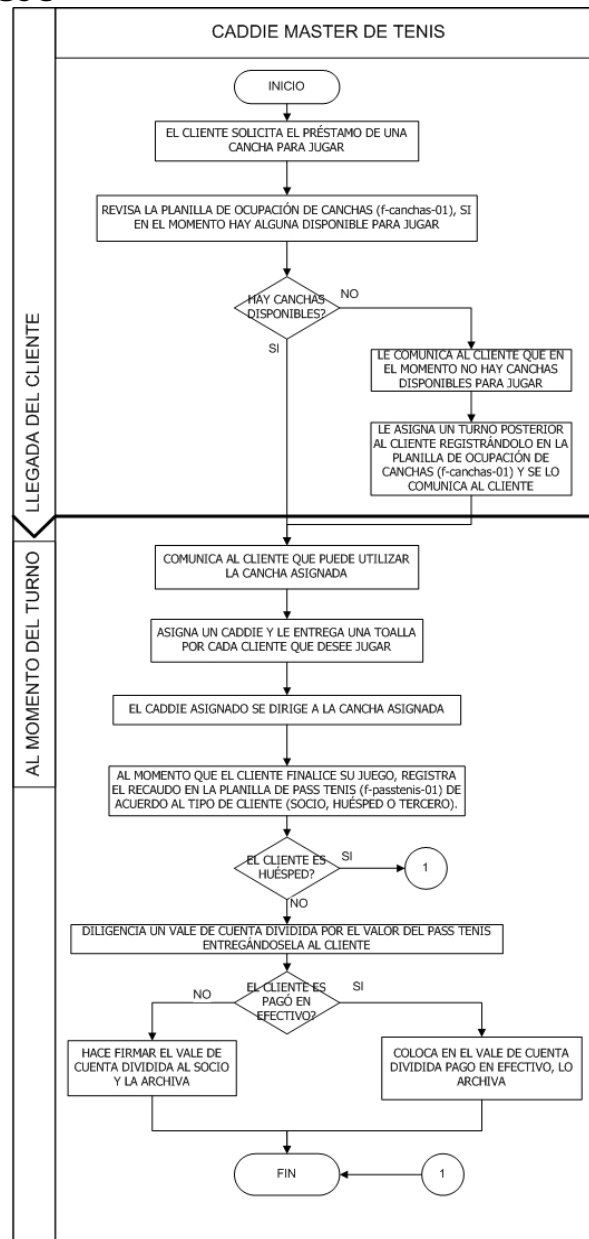 CADDIE MASTER DE TENIS
LLEGADA DEL CLIENTE
INICIO
EL CLIENTE SOLICITA EL PRÉSTAMO DE UNA
CANCHA PARA JUGAR
REVISA LA PLANILLA DE OCUPACIÓN DE CANCHAS (f-canchas-01), SI
EN EL MOMENTO HAY ALGUNA DISPONIBLE PARA JUGAR
HAY CANCHAS
DISPONIBLES?
NO
SI
LE COMUNICA AL CLIENTE QUE EN
EL MOMENTO NO HAY CANCHAS
DISPONIBLES PARA JUGAR
LE ASIGNA UN TURNO POSTERIOR
AL CLIENTE REGISTRÁNDOLO EN LA
PLANILLA DE OCUPACIÓN DE
CANCHAS (f-canchas-01) Y SE LO
COMUNICA AL CLIENTE
AL MOMENTO DEL TURNO
COMUNICA AL CLIENTE QUE PUEDE UTILIZAR
LA CANCHA ASIGNADA
ASIGNA UN CADDIE Y LE ENTREGA UNA TOALLA
POR CADA CLIENTE QUE DESEE JUGAR
EL CADDIE ASIGNADO SE DIRIGE A LA CANCHA ASIGNADA
AL MOMENTO QUE EL CLIENTE FINALICE SU JUEGO, REGISTRA
EL RECAUDO EN LA PLANILLA DE PASS TENIS (f-passtenis-01) DE
ACUERDO AL TIPO DE CLIENTE (SOCIO, HUÉSPED O TERCERO).
EL CLIENTE ES
HUÉSPED?
SI
1
NO
DILIGENCIA UN VALE DE CUENTA DIVIDIDA POR EL VALOR DEL PASS TENIS
ENTREGÁNDOSELA AL CLIENTE
EL CLIENTE ES
PAGÓ EN
EFECTIVO?
NO
SI
HACE FIRMAR EL VALE DE
CUENTA DIVIDIDA AL SOCIO
Y LA ARCHIVA
COLOCA EN EL VALE DE CUENTA
DIVIDIDA PAGO EN EFECTIVO, LO
ARCHIVA
FIN
1